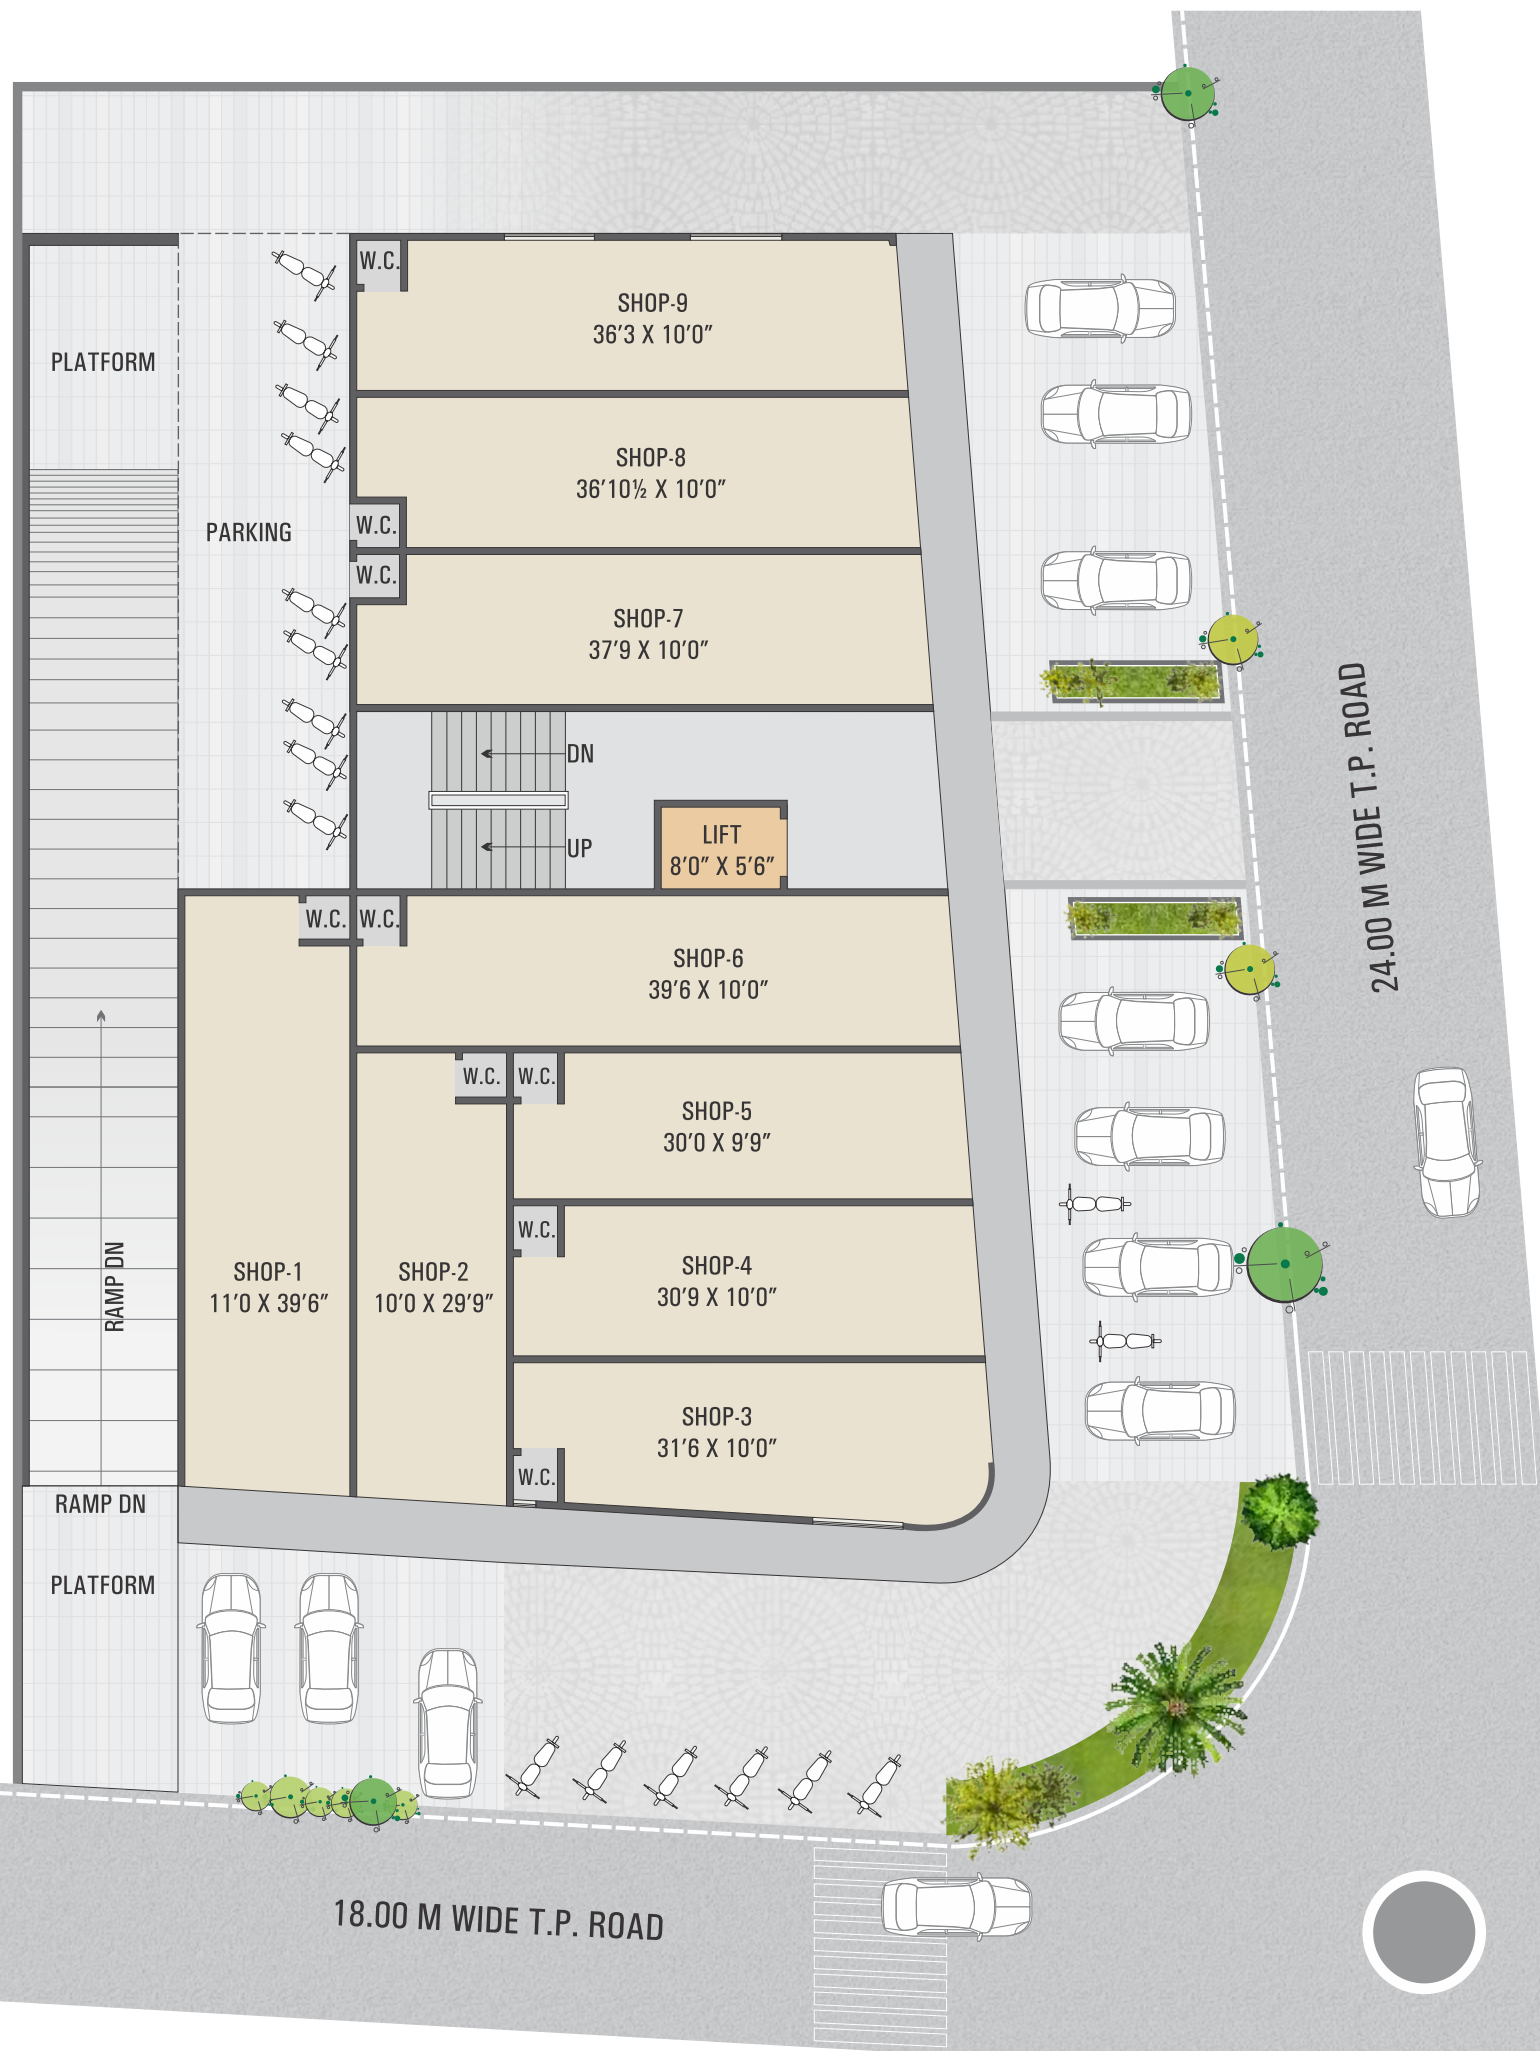 W.C.
SHOP-9
36'3 X 10'0"
PLATFORM
SHOP-8
36'10½ X 10'0"
W.C.
PARKING
W.C.
SHOP-7
37'9 X 10'0"
DN
UP
LIFT
8'0" X 5'6"
24.00 M WIDE T.P. ROAD
W.C.
W.C.
SHOP-6
39'6 X 10'0"
W.C.
W.C.
SHOP-5
30'0 X 9'9"
W.C.
SHOP-4
30'9 X 10'0"
RAMP DN
SHOP-1
11'0 X 39'6"
SHOP-2
10'0 X 29'9"
SHOP-3
31'6 X 10'0"
W.C.
RAMP DN
PLATFORM
18.00 M WIDE T.P. ROAD